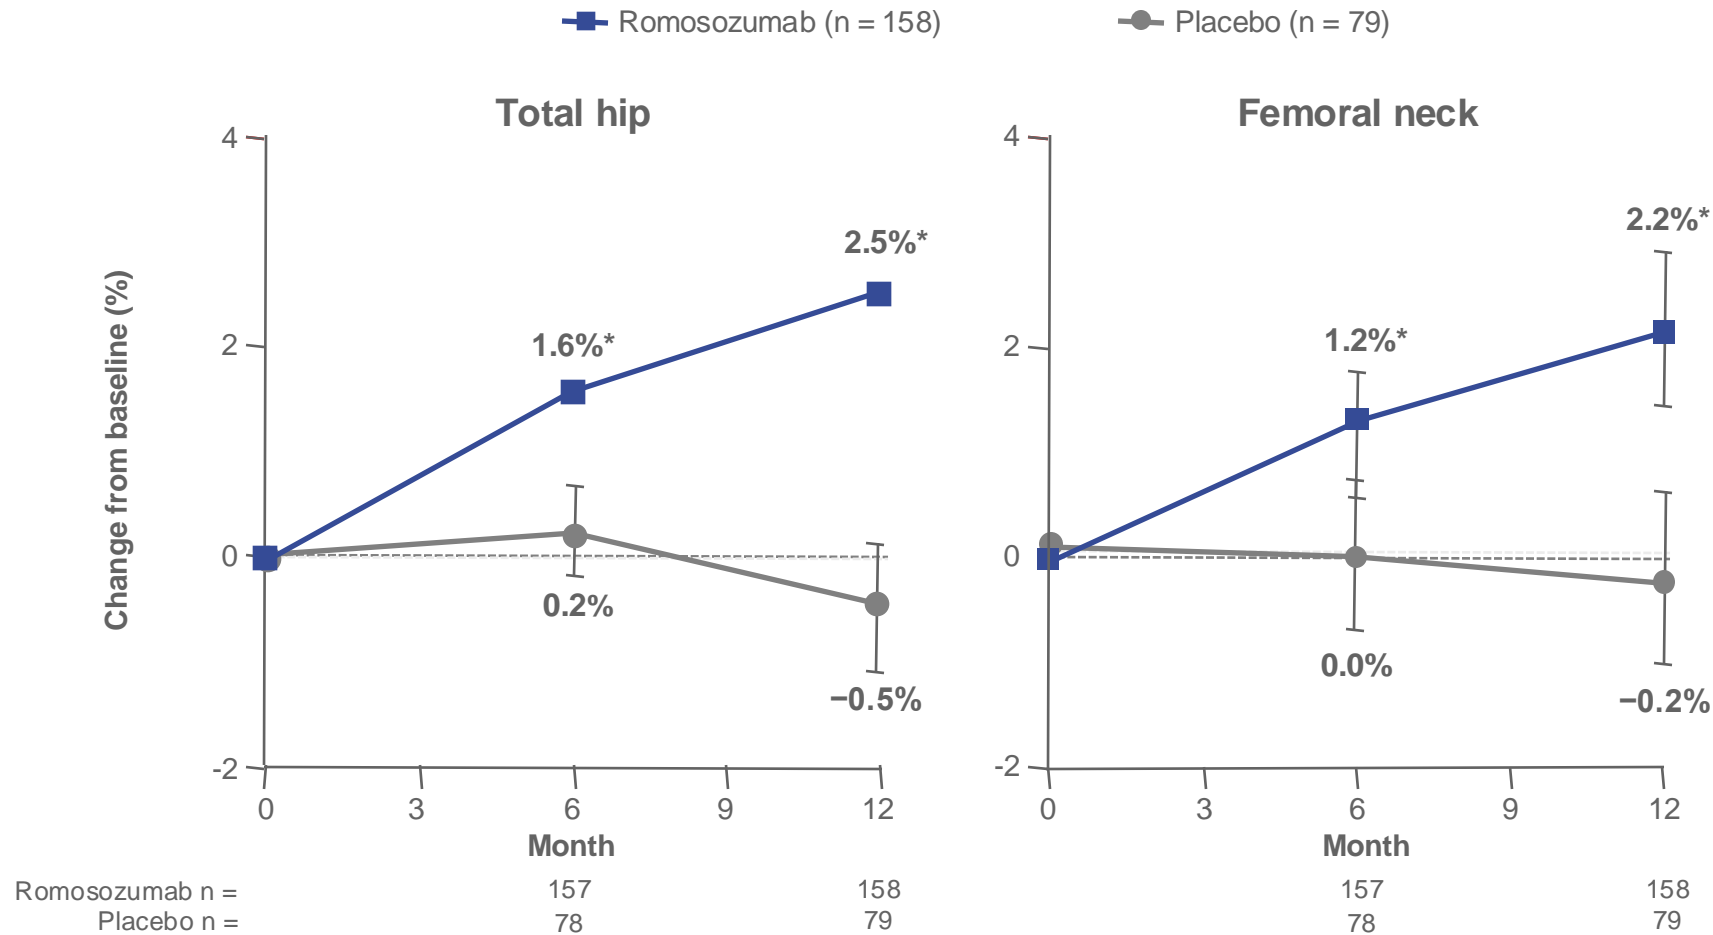 Romosozumab (n = 158)
Placebo (n = 79)
Total hip
Femoral neck
Change from baseline (%)
4
2
0
-2
2.5%*
1.6%*
0.2%
−0.5%
0 3 6 9 12
Month
4
2
0
-2
2.2%*
1.2%*
0.0%
−0.2%
0 3 6 9 12
Month
Romosozumab n = 157 158 157 158
Placebo n = 78 79 78 79